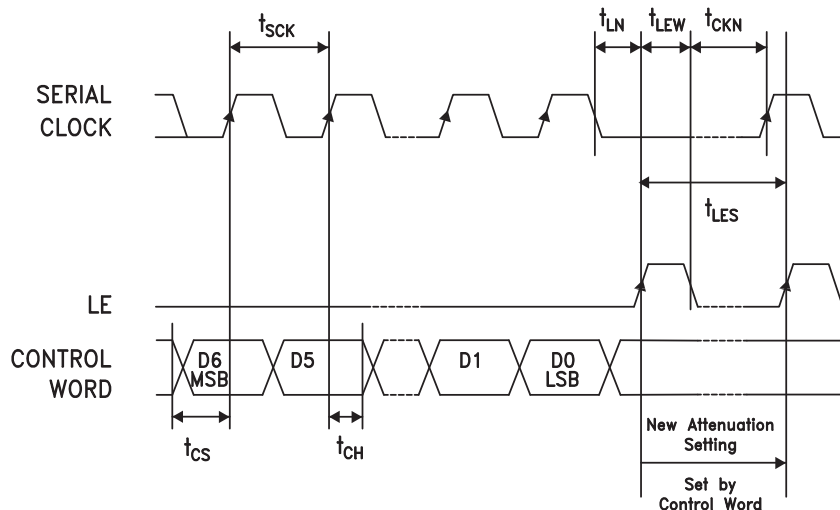 tSCK
tLN
tLEW
tCKN
SERIAL
CLOCK
tLES
LE
CONTROL
WORD
D6
MSB
D5
D1
D0
LSB
tCS
tCH
New Attenuation
Setting
Set by
Control Word